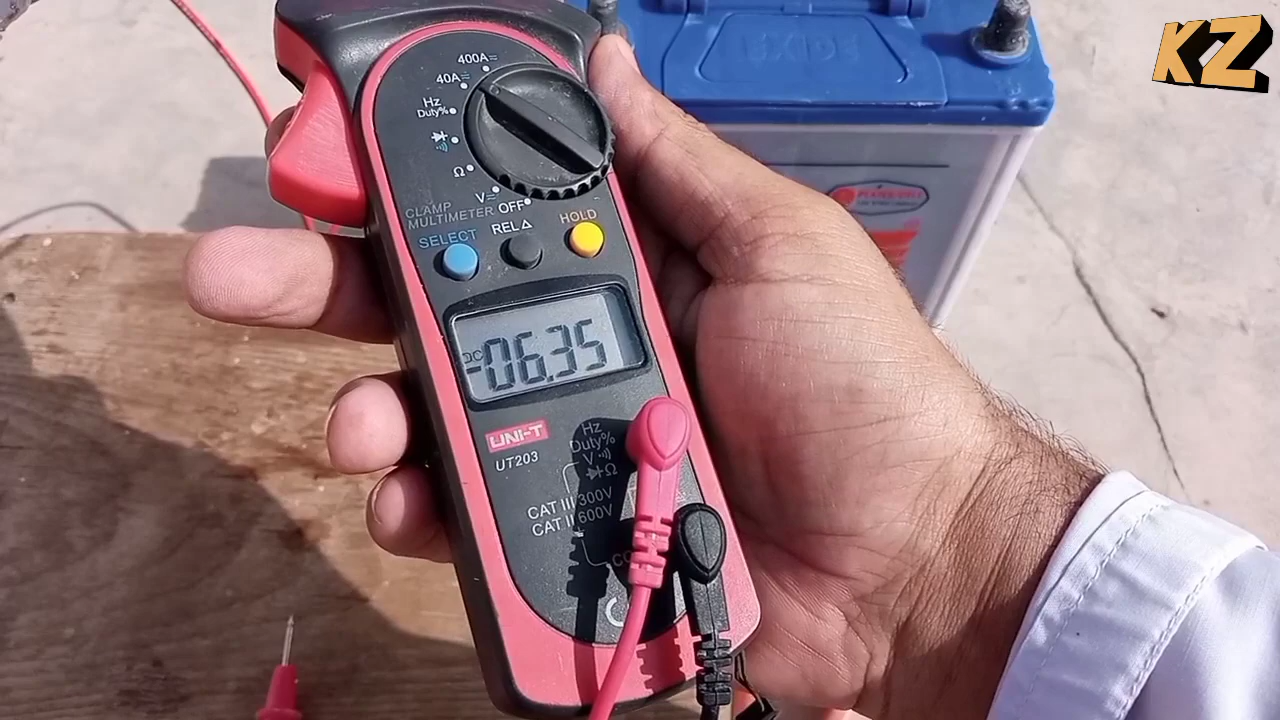 KZ
EXIDE
400A
40A
Hz
Duty%
Ω
V
OFF
CLAMP
MULTIMETER
SELECT
REL Δ
HOLD
DC
-06.35
UNI-T
UT203
Hz
Duty%
V
Ω
CAT III 300V
CAT II 600V